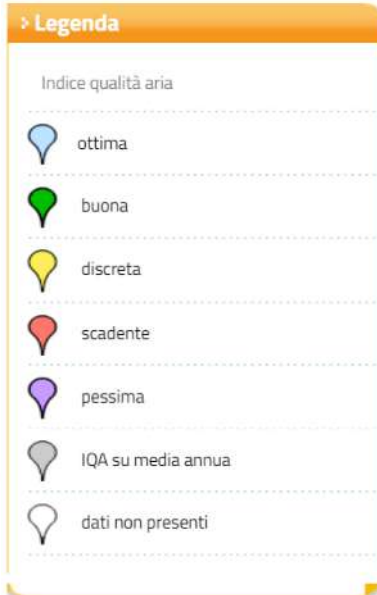 Legenda
Indice qualità aria
ottima
buona
discreta
scadente
pessima
IQA su media annua
dati non presenti